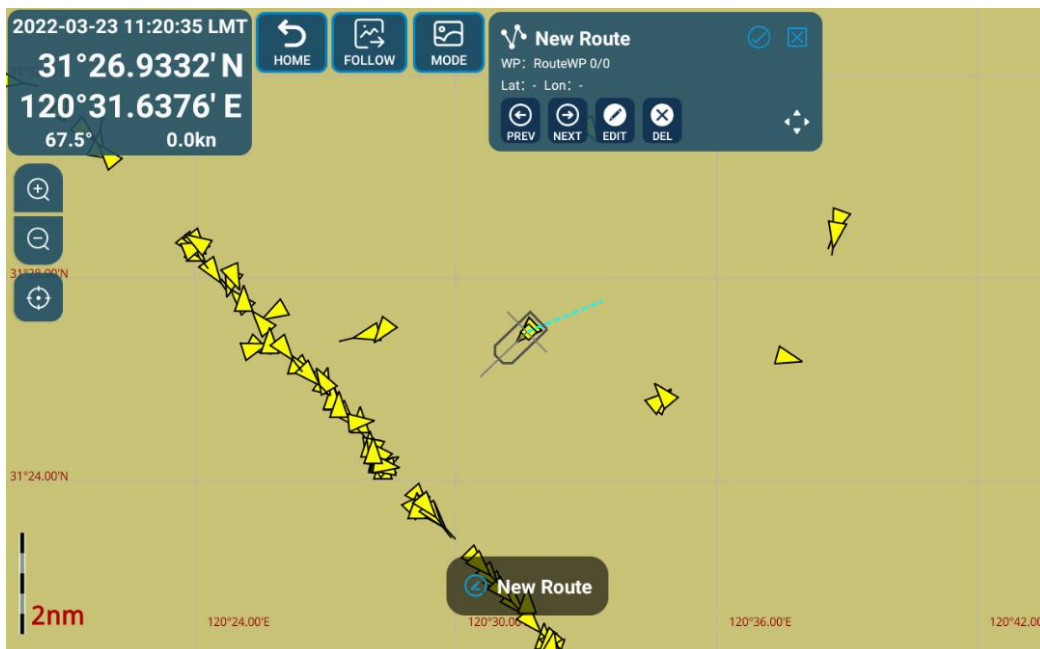 2022-03-23 11:20:35 LMT
31°26.9332' N
120°31.6376' E
67.5° 0.0kn
HOME
FOLLOW
MODE
New Route
WP: RouteWP 0/0
Lat: - Lon: -
PREV
NEXT
EDIT
DEL
31°28.00'N
31°24.00'N
New Route
2nm
120°24.00'E
120°30.00
120°36.00'E
120°42.00